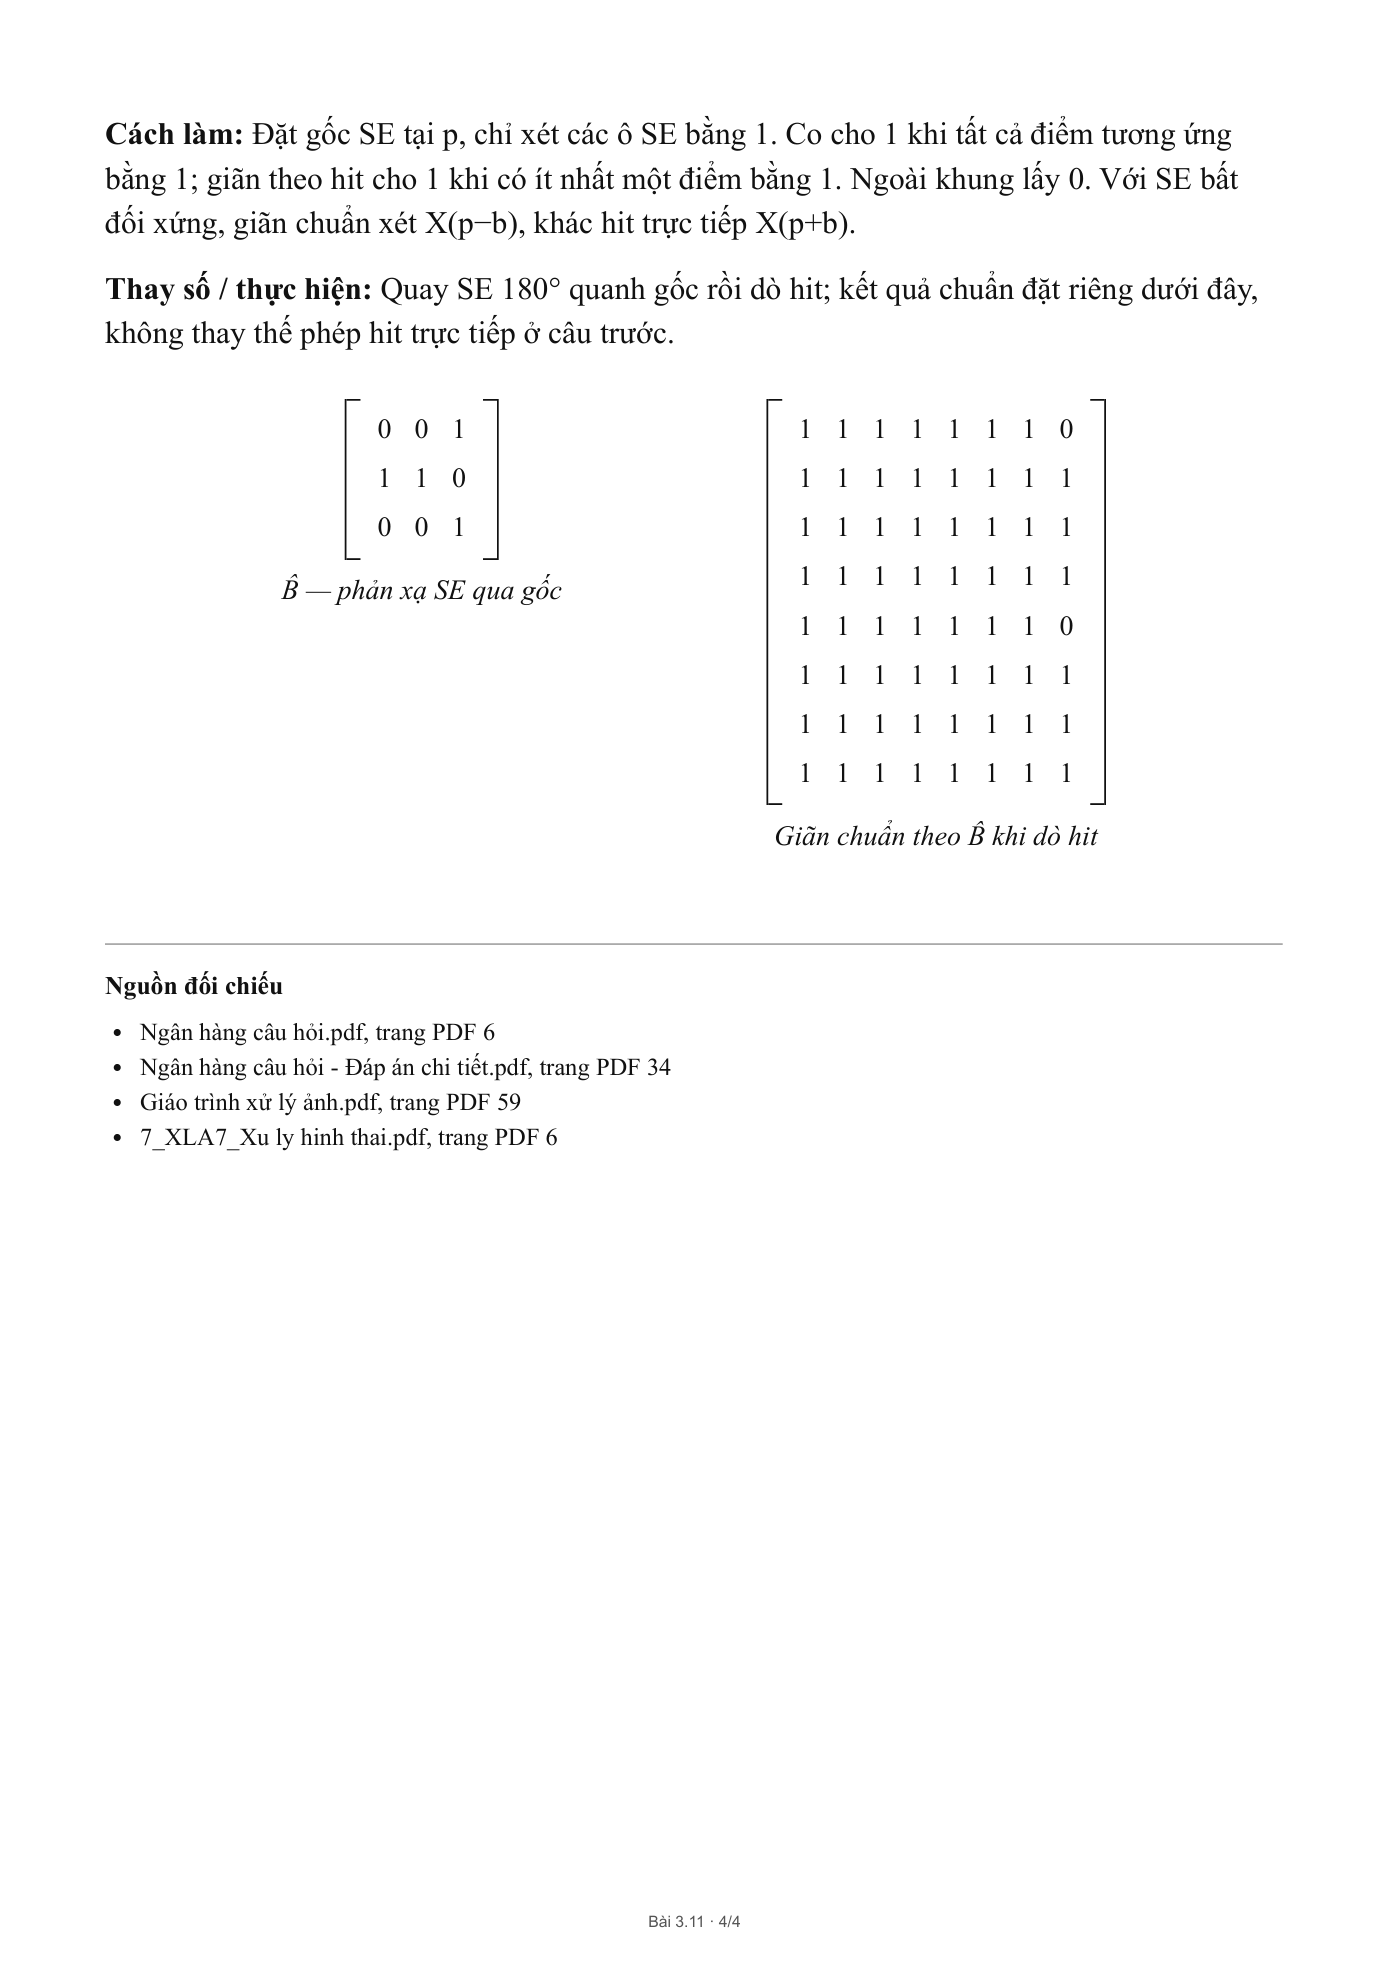 Cách làm: Đặt gốc SE tại p, chỉ xét các ô SE bằng 1. Co cho 1 khi tất cả điểm tương ứng
bằng 1; giãn theo hit cho 1 khi có ít nhất một điểm bằng 1. Ngoài khung lấy 0. Với SE bất
đối xứng, giãn chuẩn xét X(p−b), khác hit trực tiếp X(p+b).
Thay số / thực hiện: Quay SE 180° quanh gốc rồi dò hit; kết quả chuẩn đặt riêng dưới đây,
không thay thế phép hit trực tiếp ở câu trước.
0 0 1
1 1 0
0 0 1
B̂ — phản xạ SE qua gốc
1 1 1 1 1 1 1 0
1 1 1 1 1 1 1 1
1 1 1 1 1 1 1 1
1 1 1 1 1 1 1 1
1 1 1 1 1 1 1 0
1 1 1 1 1 1 1 1
1 1 1 1 1 1 1 1
1 1 1 1 1 1 1 1
Giãn chuẩn theo B̂ khi dò hit
Nguồn đối chiếu
• Ngân hàng câu hỏi.pdf, trang PDF 6
• Ngân hàng câu hỏi - Đáp án chi tiết.pdf, trang PDF 34
• Giáo trình xử lý ảnh.pdf, trang PDF 59
• 7_XLA7_Xu ly hinh thai.pdf, trang PDF 6
Bài 3.11 · 4/4